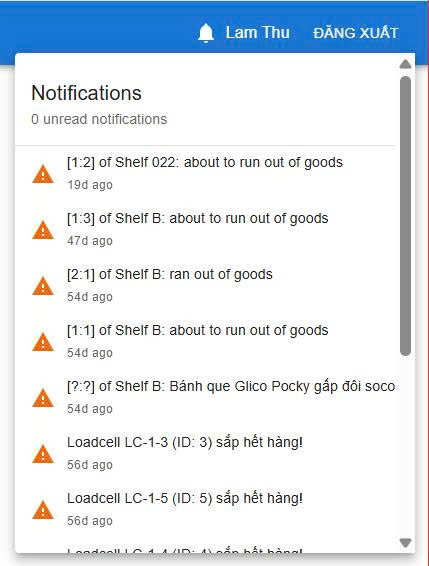 Lam Thu ĐĂNG XUẤT
Notifications
0 unread notifications
[1:2] of Shelf 022: about to run out of goods
19d ago
[1:3] of Shelf B: about to run out of goods
47d ago
[2:1] of Shelf B: ran out of goods
54d ago
[1:1] of Shelf B: about to run out of goods
54d ago
[?:?] of Shelf B: Bánh que Glico Pocky gấp đôi soco
54d ago
Loadcell LC-1-3 (ID: 3) sắp hết hàng!
56d ago
Loadcell LC-1-5 (ID: 5) sắp hết hàng!
56d ago
Loadcell LC-1-4 (ID: 4) sắp hết hàng!